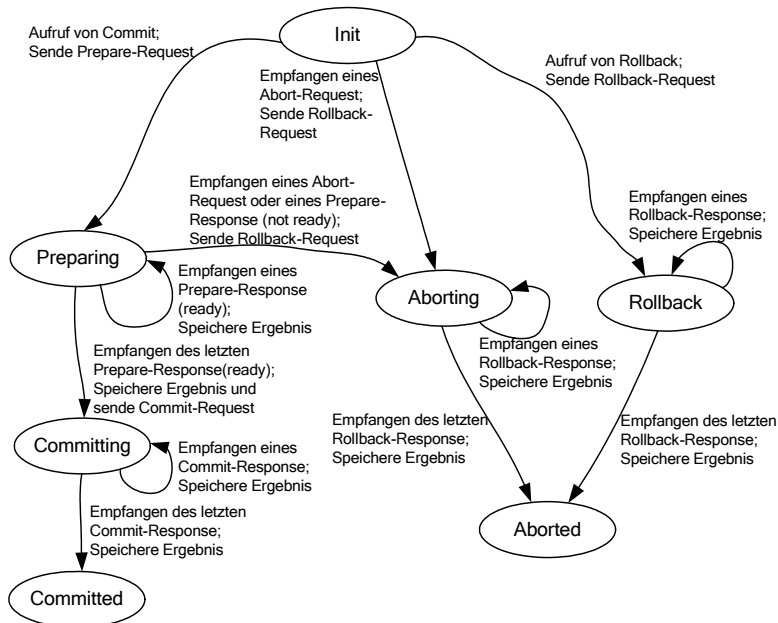 Init
Aufruf von Commit;
Sende Prepare-Request
Empfangen eines
Abort-Request;
Sende Rollback-
Request
Aufruf von Rollback;
Sende Rollback-Request
Empfangen eines Abort-
Request oder eines Prepare-
Response (not ready);
Sende Rollback-Request
Empfangen eines
Rollback-Response;
Speichere Ergebnis
Preparing
Empfangen eines
Prepare-Response
(ready);
Speichere Ergebnis
Aborting
Rollback
Empfangen eines
Rollback-Response;
Speichere Ergebnis
Empfangen des letzten
Prepare-Response(ready);
Speichere Ergebnis und
sende Commit-Request
Empfangen des letzten
Rollback-Response;
Speichere Ergebnis
Empfangen des letzten
Rollback-Response;
Speichere Ergebnis
Committing
Empfangen eines
Commit-Response;
Speichere Ergebnis
Empfangen des letzten
Commit-Response;
Speichere Ergebnis
Aborted
Committed